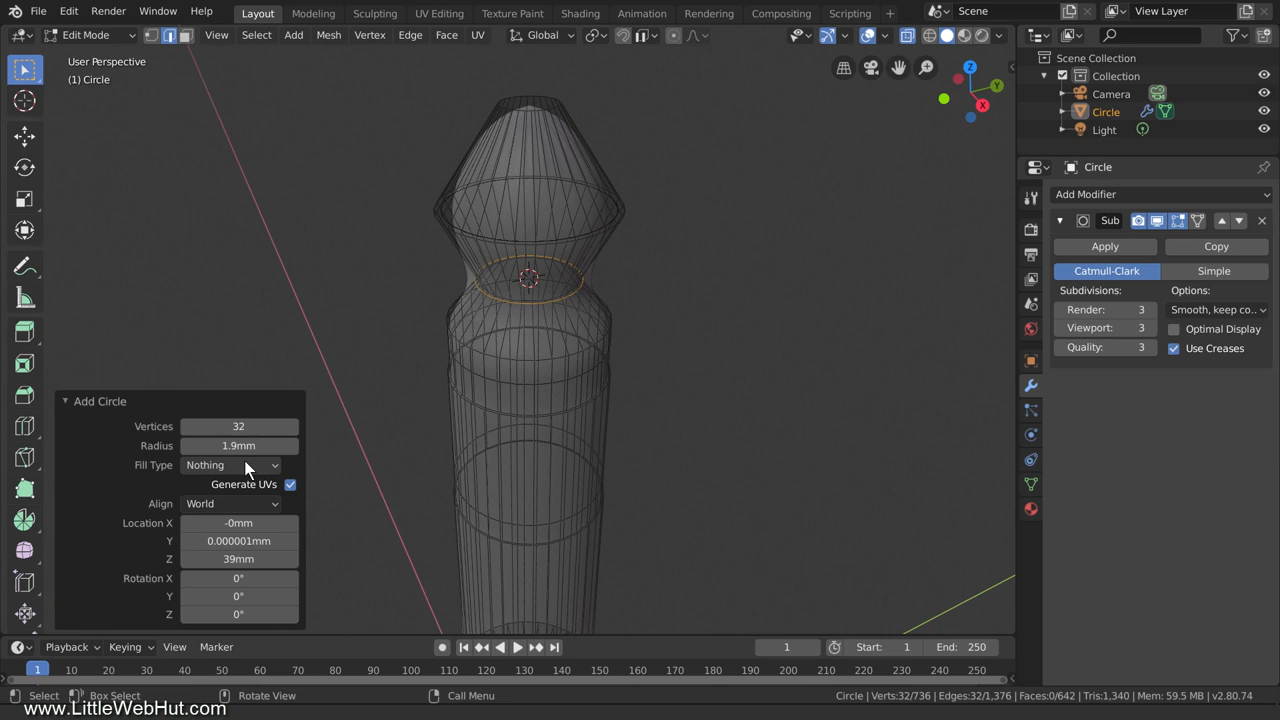 File Edit Render Window Help Layout Modeling Sculpting UV Editing Texture Paint Shading Animation Rendering Compositing Scripting + Scene View Layer
Edit Mode View Select Add Mesh Vertex Edge Face UV Global
User Perspective
(1) Circle
Z
Y
X
Scene Collection
Collection
Camera
Circle
Light
Circle
Add Modifier
Sub
Apply Copy
Catmull-Clark Simple
Subdivisions: Options:
Render: 3 Smooth, keep co..
Viewport: 3 Optimal Display
Quality: 3 Use Creases
Add Circle
Vertices 32
Radius 1.9mm
Fill Type Nothing
Generate UVs
Align World
Location X -0mm
Y 0.000001mm
Z 39mm
Rotation X 0°
Y 0°
Z 0°
Playback Keying View Marker 1 Start: 1 End: 250
1 10 20 30 40 50 60 70 80 90 100 110 120 130 140 150 160 170 180 190 200 210 220 230 240 250
Select Box Select Rotate View Call Menu Circle | Verts:32/736 | Edges:32/1,376 | Faces:0/642 | Tris:1,340 | Mem: 59.5 MB | v2.80.74
www.LittleWebHut.com